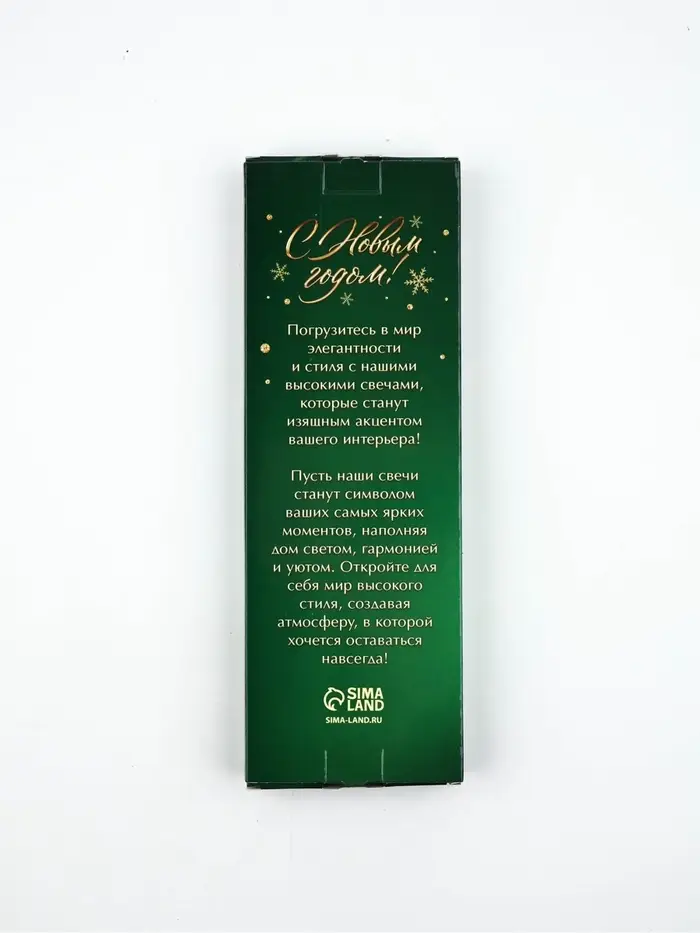 С Новым
годом!
Погрузитесь в мир
элегантности
и стиля с нашими
высокими свечами,
которые станут
изящным акцентом
вашего интерьера!
Пусть наши свечи
станут символом
ваших самых ярких
моментов, наполняя
дом светом, гармонией
и уютом. Откройте для
себя мир высокого
стиля, создавая
атмосферу, в которой
хочется оставаться
навсегда!
SIMA
LAND
SIMA-LAND.RU